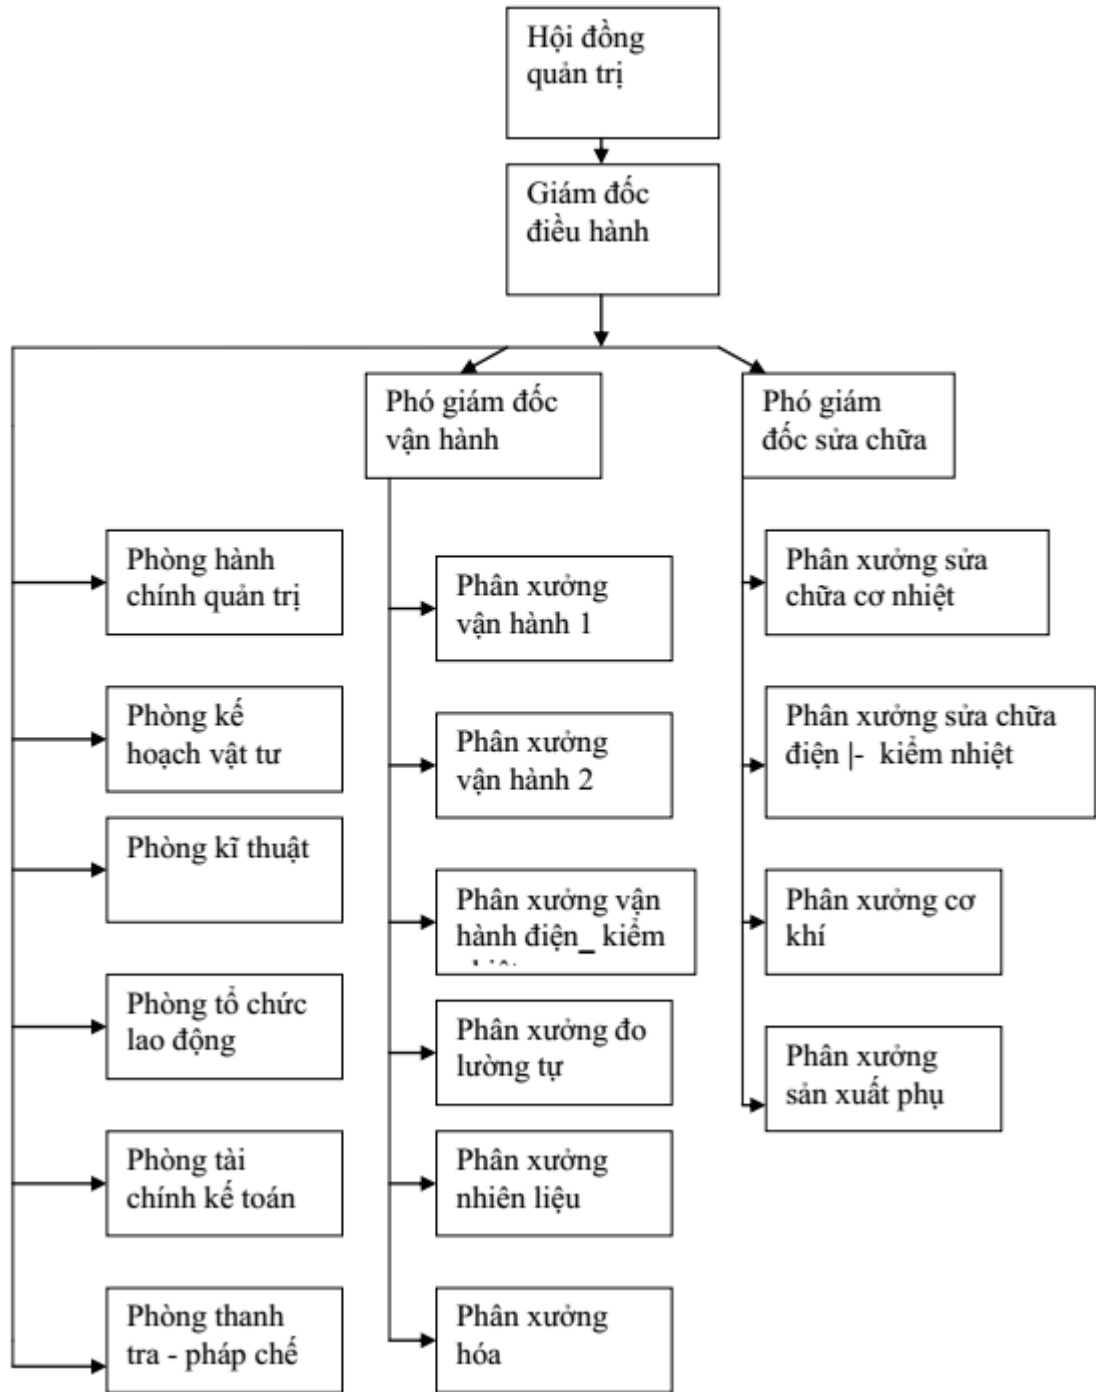 Hội đồng
quản trị
Giám đốc
điều hành
Phó giám đốc
vận hành
Phó giám
đốc sửa chữa
Phòng hành
chính quản trị
Phòng kế
hoạch vật tư
Phòng kĩ thuật
Phòng tổ chức
lao động
Phòng tài
chính kế toán
Phòng thanh
tra - pháp chế
Phân xưởng
vận hành 1
Phân xưởng
vận hành 2
Phân xưởng vận
hành điện_ kiểm
Phân xưởng đo
lường tự
Phân xưởng
nhiên liệu
Phân xưởng
hóa
Phân xưởng sửa
chữa cơ nhiệt
Phân xưởng sửa chữa
điện |- kiểm nhiệt
Phân xưởng cơ
khí
Phân xưởng
sản xuất phụ